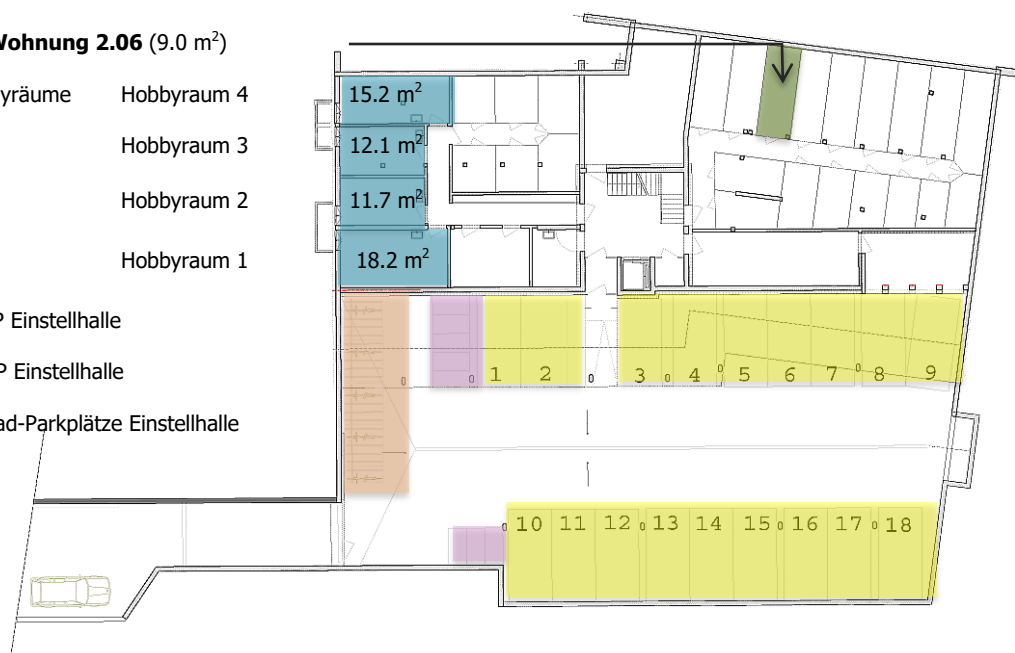 Wohnung 2.06 (9.0 m²)
yräume Hobbyraum 4 15.2 m²
Hobbyraum 3 12.1 m²
Hobbyraum 2 11.7 m²
Hobbyraum 1 18.2 m²
P Einstellhalle
1 2 3 4 5 6 7 8 9
P Einstellhalle
ad-Parkplätze Einstellhalle
10 11 12 13 14 15 16 17 18